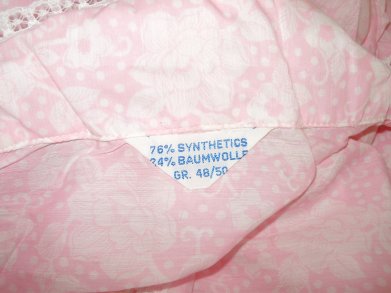 76% SYNTHETICS
24% BAUMWOLLE
GR. 48/50